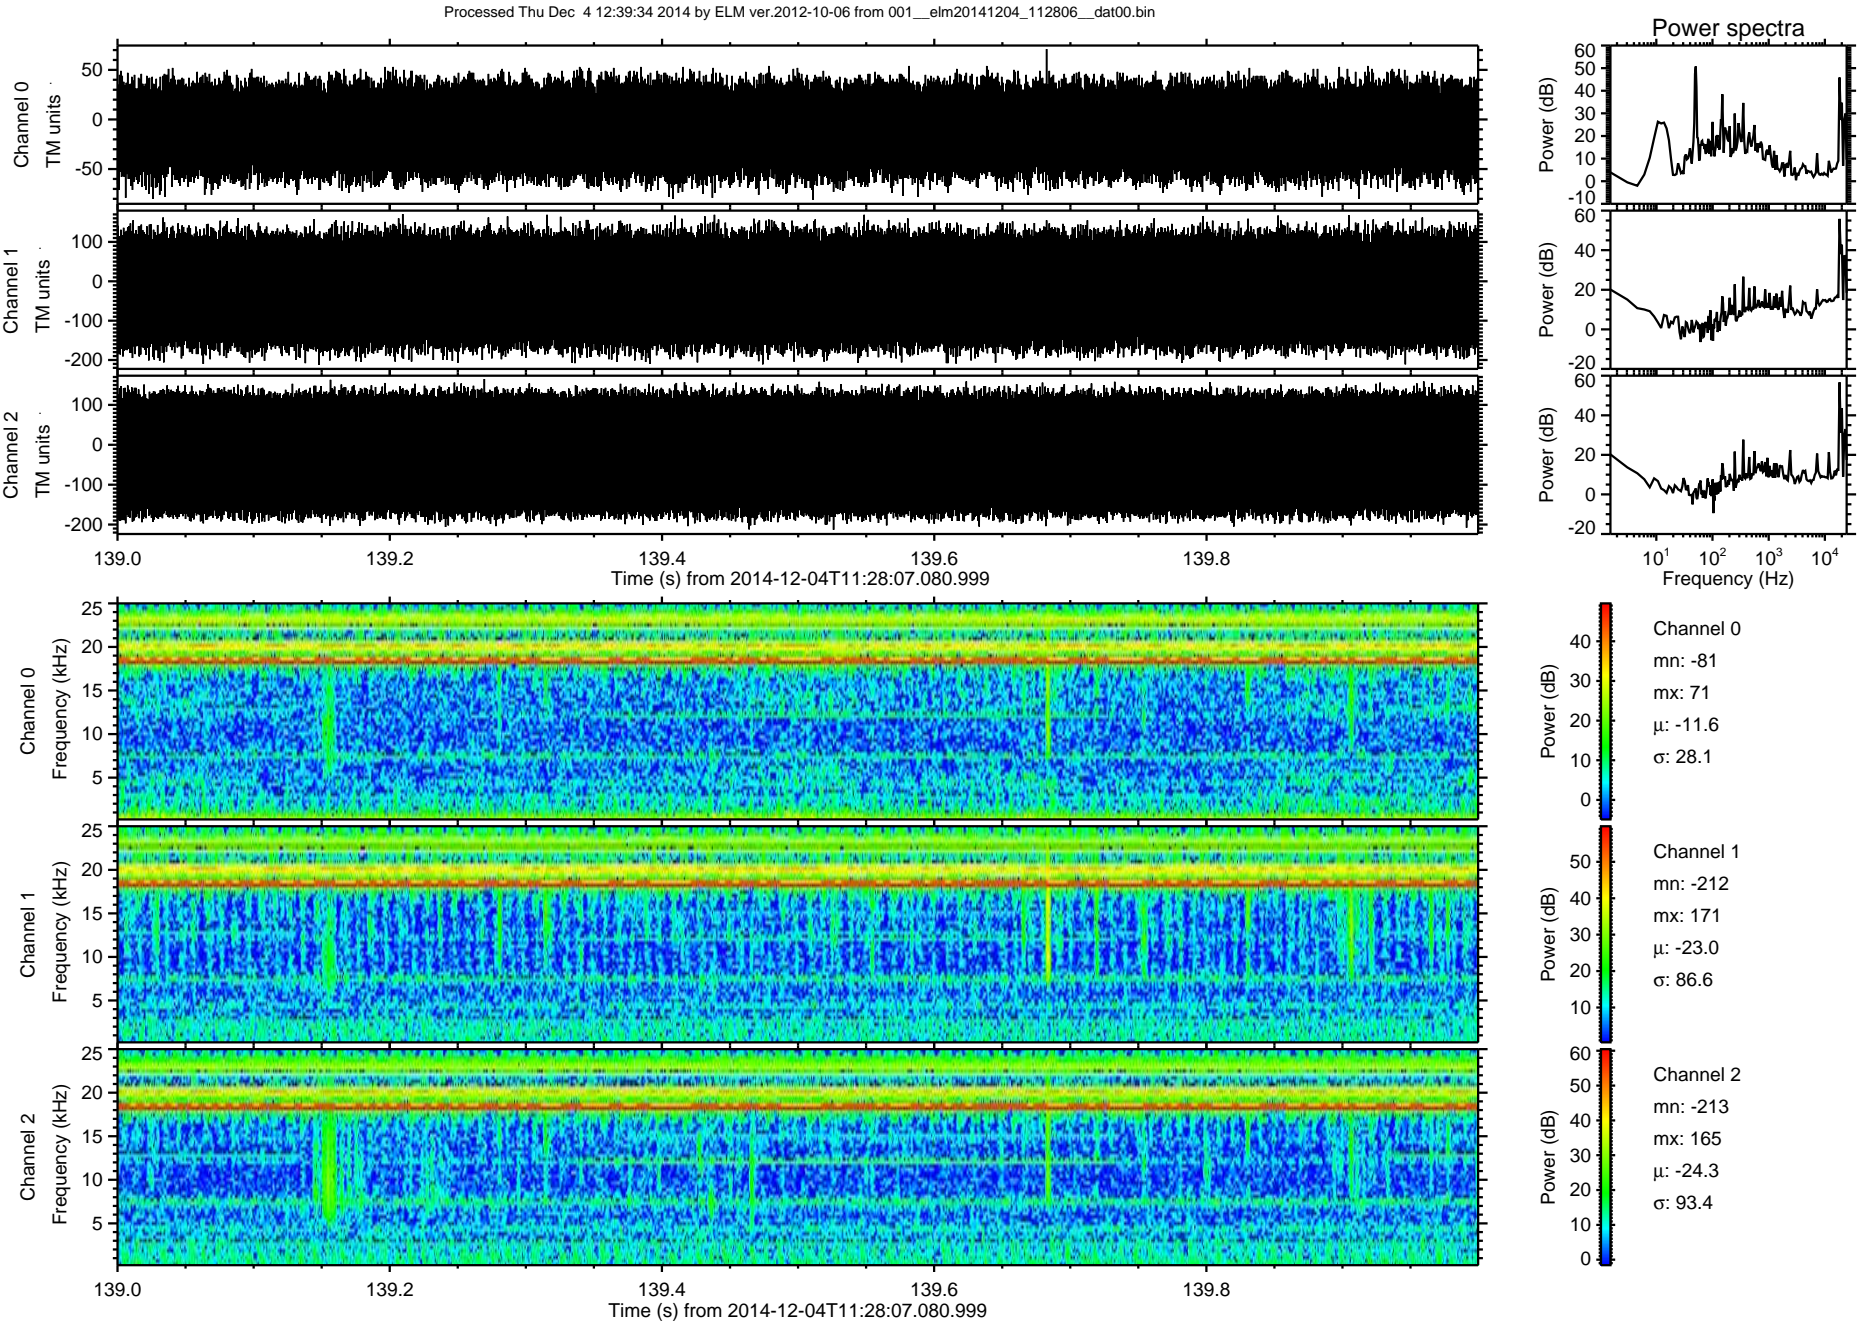 Processed Thu Dec  4 12:39:34 2014 by ELM ver.2012-10-06 from 001__elm20141204_112806__dat00.bin
Power spectra
Channel 0
TM units
50
0
-50
Power (dB)
60
50
40
30
20
10
0
-10
Channel 1
TM units
100
0
-100
-200
Power (dB)
60
40
20
0
-20
Channel 2
TM units
100
0
-100
-200
Power (dB)
60
40
20
0
-20
139.0 139.2 139.4 139.6 139.8
Time (s) from 2014-12-04T11:28:07.080.999
10^1 10^2 10^3 10^4
Frequency (Hz)
Channel 0
Frequency (kHz)
25
20
15
10
5
Power (dB)
40
30
20
10
0
Channel 0
mn: -81
mx: 71
µ: -11.6
σ: 28.1
Channel 1
Frequency (kHz)
25
20
15
10
5
Power (dB)
50
40
30
20
10
Channel 1
mn: -212
mx: 171
µ: -23.0
σ: 86.6
Channel 2
Frequency (kHz)
25
20
15
10
5
Power (dB)
60
50
40
30
20
10
0
Channel 2
mn: -213
mx: 165
µ: -24.3
σ: 93.4
139.0 139.2 139.4 139.6 139.8
Time (s) from 2014-12-04T11:28:07.080.999